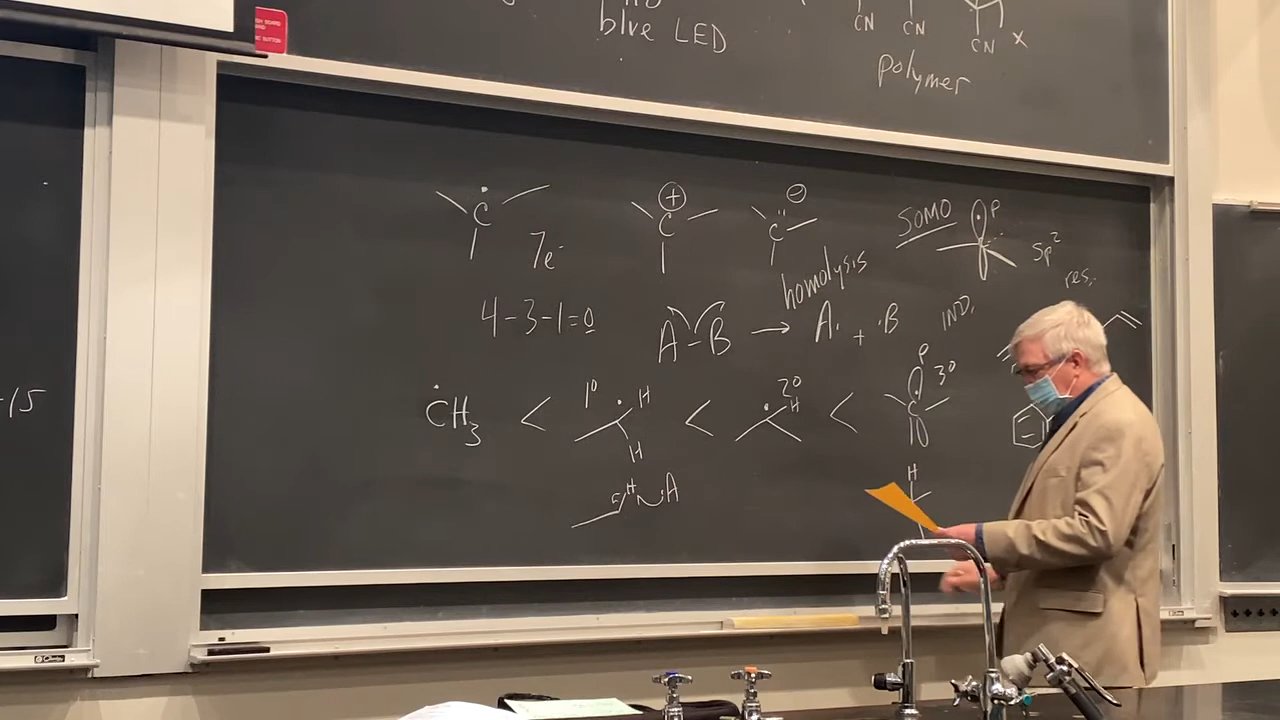 blue LED
CN CN CN x
polymer
C 7e⁻
C ⊕
C ⊖
SOMO
P
sp²
res.
4-3-1=0
A-B → A· + ·B
homolysis
IND.
ĊH₃ < 1° H H < 2° H < P 3° C
H A
H
-15